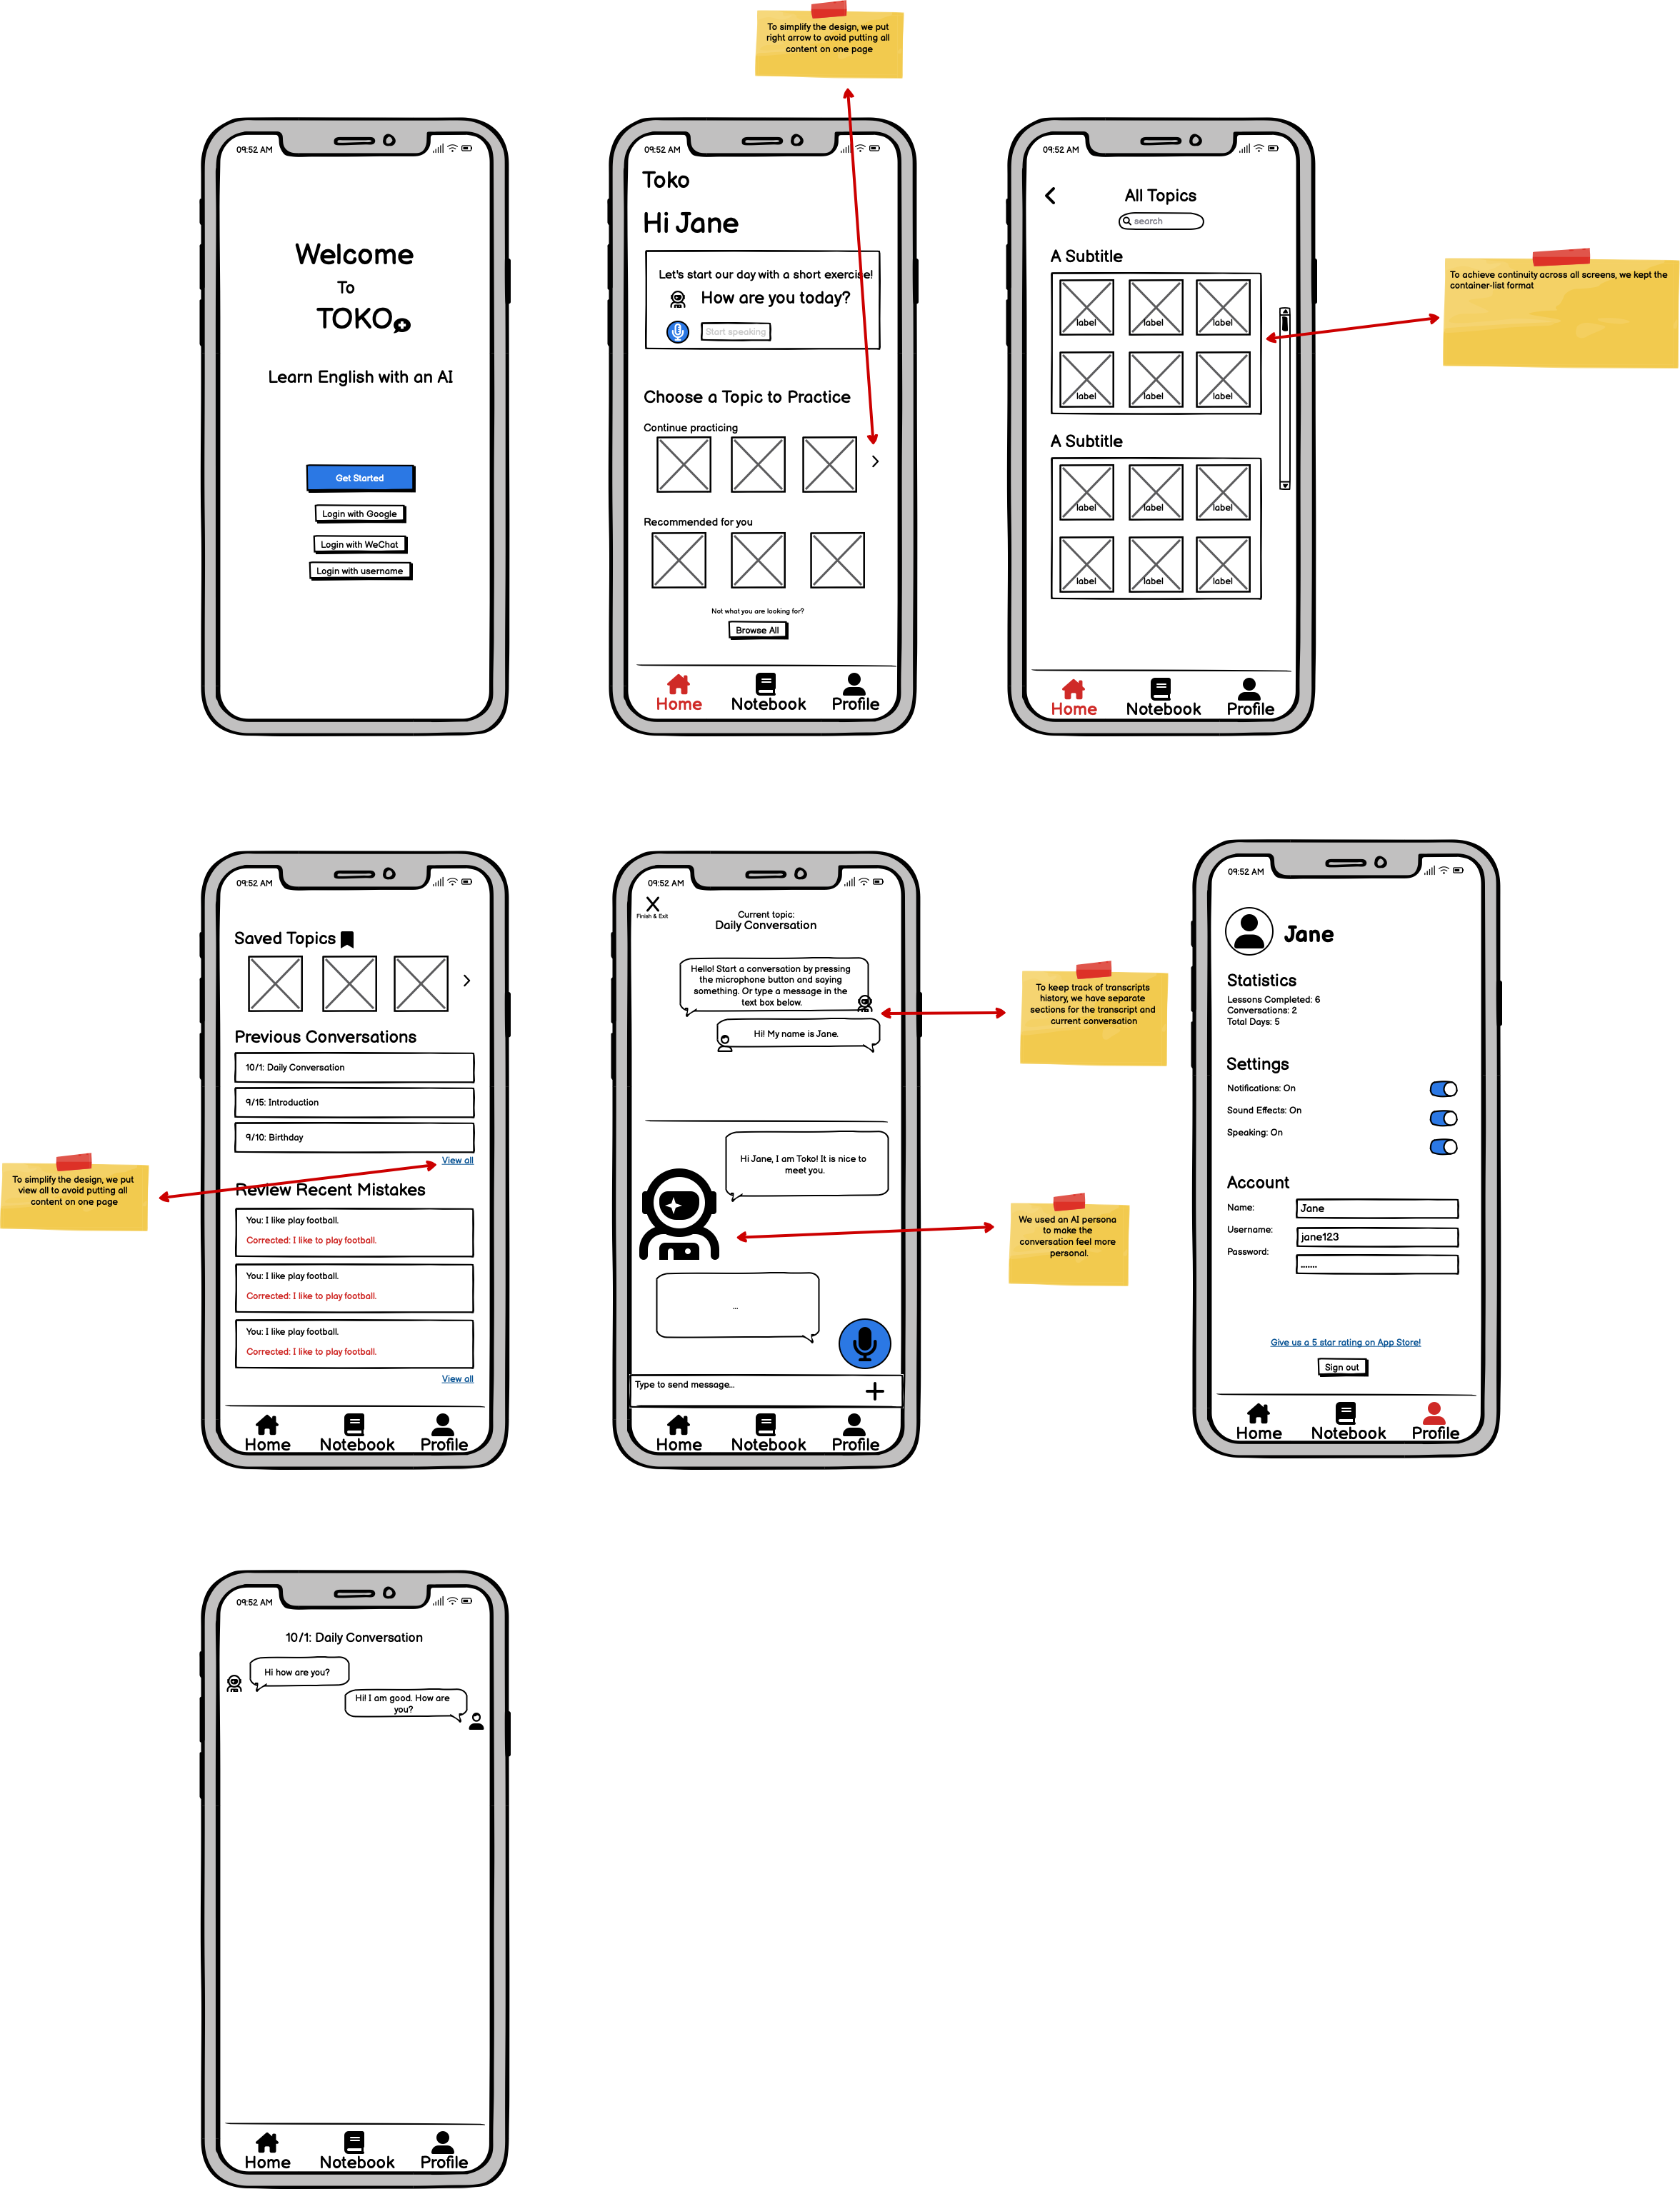 To simplify the design, we put
right arrow to avoid putting all
content on one page
09:52 AM
Welcome
To
TOKO
Learn English with an AI
Get Started
Login with Google
Login with WeChat
Login with username
09:52 AM
Toko
Hi Jane
Let's start our day with a short exercise!
How are you today?
Start speaking
Choose a Topic to Practice
Continue practicing
Recommended for you
Not what you are looking for?
Browse All
Home Notebook Profile
09:52 AM
All Topics
search
A Subtitle
label label label
label label label
A Subtitle
label label label
label label label
Home Notebook Profile
To achieve continuity across all screens, we kept the
container-list format
09:52 AM
Saved Topics
Previous Conversations
10/1: Daily Conversation
9/15: Introduction
9/10: Birthday
View all
Review Recent Mistakes
You: I like play football.
Corrected: I like to play football.
You: I like play football.
Corrected: I like to play football.
You: I like play football.
Corrected: I like to play football.
View all
Home Notebook Profile
To simplify the design, we put
view all to avoid putting all
content on one page
09:52 AM
Finish & Exit
Current topic:
Daily Conversation
Hello! Start a conversation by pressing
the microphone button and saying
something. Or type a message in the
text box below.
Hi! My name is Jane.
Hi Jane, I am Toko! It is nice to
meet you.
...
Type to send message...
Home Notebook Profile
To keep track of transcripts
history, we have separate
sections for the transcript and
current conversation
We used an AI persona
to make the
conversation feel more
personal.
09:52 AM
Jane
Statistics
Lessons Completed: 6
Conversations: 2
Total Days: 5
Settings
Notifications: On
Sound Effects: On
Speaking: On
Account
Name: Jane
Username: jane123
Password: .......
Give us a 5 star rating on App Store!
Sign out
Home Notebook Profile
09:52 AM
10/1: Daily Conversation
Hi how are you?
Hi! I am good. How are
you?
Home Notebook Profile